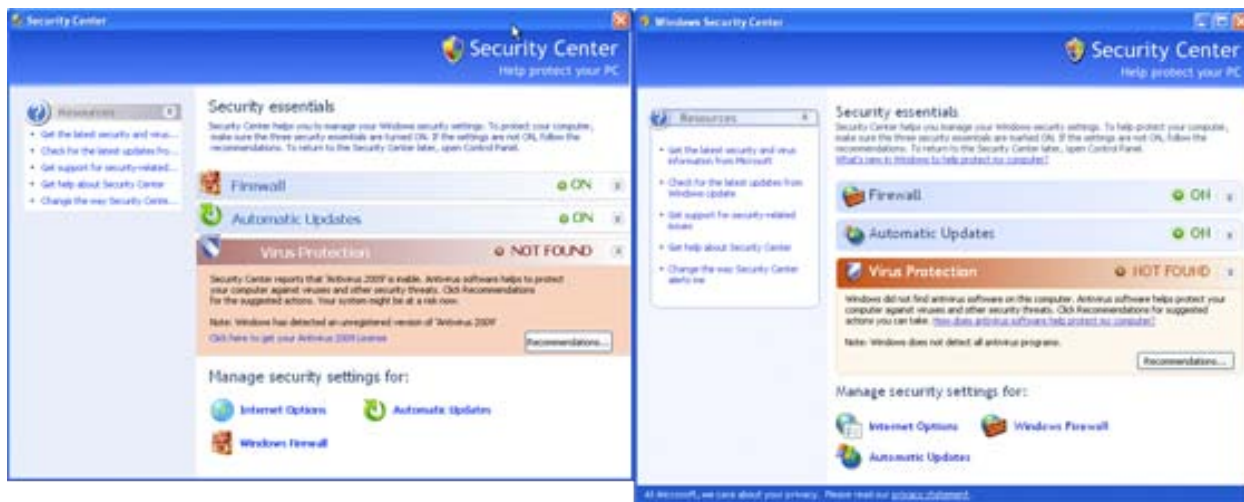 Security Center
Security Center
Help protect your PC
Resources
Get the latest security and virus...
Check for the latest updates fro...
Get support for security-related...
Get help about Security Center
Change the way Security Cente...
Security essentials
Security Center helps you to manage your Windows security settings. To protect your computer,
make sure the three security essentials are turned ON. If the settings are not ON, follow the
recommendations. To return to the Security Center later, open Control Panel.
Firewall
ON
Automatic Updates
ON
Virus Protection
NOT FOUND
Security Center reports that 'Antivirus 2009' is inable. Antivirus software helps to protect
your computer against viruses and other security threats. Click Recommendations
for the suggested actions. Your system might be at a risk now.
Note: Windows has detected an unregistered version of 'Antivirus 2009'
Click here to get your Antivirus 2009 License
Recommendations...
Manage security settings for:
Internet Options
Automatic Updates
Windows Firewall
Windows Security Center
Security Center
Help protect your PC
Resources
Get the latest security and virus
information from Microsoft
Check for the latest updates from
Windows Update
Get support for security-related
issues
Get help about Security Center
Change the way Security Center
alerts me
Security essentials
Security Center helps you manage your Windows security settings. To help protect your computer,
make sure the three security essentials are marked ON. If the settings are not ON, follow the
recommendations. To return to the Security Center later, open Control Panel.
What's new in Windows to help protect my computer?
Firewall
ON
Automatic Updates
ON
Virus Protection
NOT FOUND
Windows did not find antivirus software on this computer. Antivirus software helps protect your
computer against viruses and other security threats. Click Recommendations for suggested
actions you can take. How does antivirus software help protect my computer?
Note: Windows does not detect all antivirus programs.
Recommendations...
Manage security settings for:
Internet Options
Windows Firewall
Automatic Updates
At Microsoft, we care about your privacy. Please read our privacy statement.